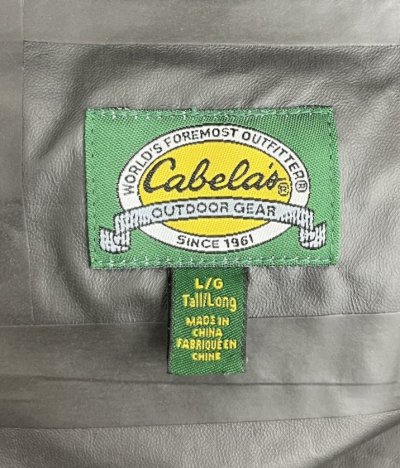 WORLD'S FOREMOST OUTFITTER®
Cabela's®
OUTDOOR GEAR
SINCE 1961
L/G
Tall/Long
MADE IN
CHINA
FABRIQUÉ EN
CHINE